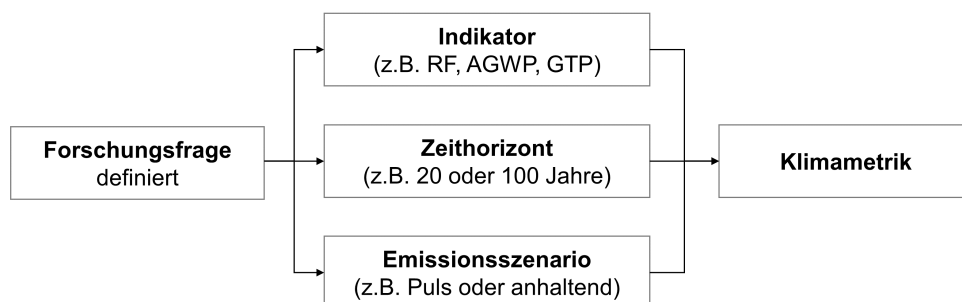 Indikator
(z.B. RF, AGWP, GTP)
Forschungsfrage
definiert
Zeithorizont
(z.B. 20 oder 100 Jahre)
Klimametrik
Emissionsszenario
(z.B. Puls oder anhaltend)